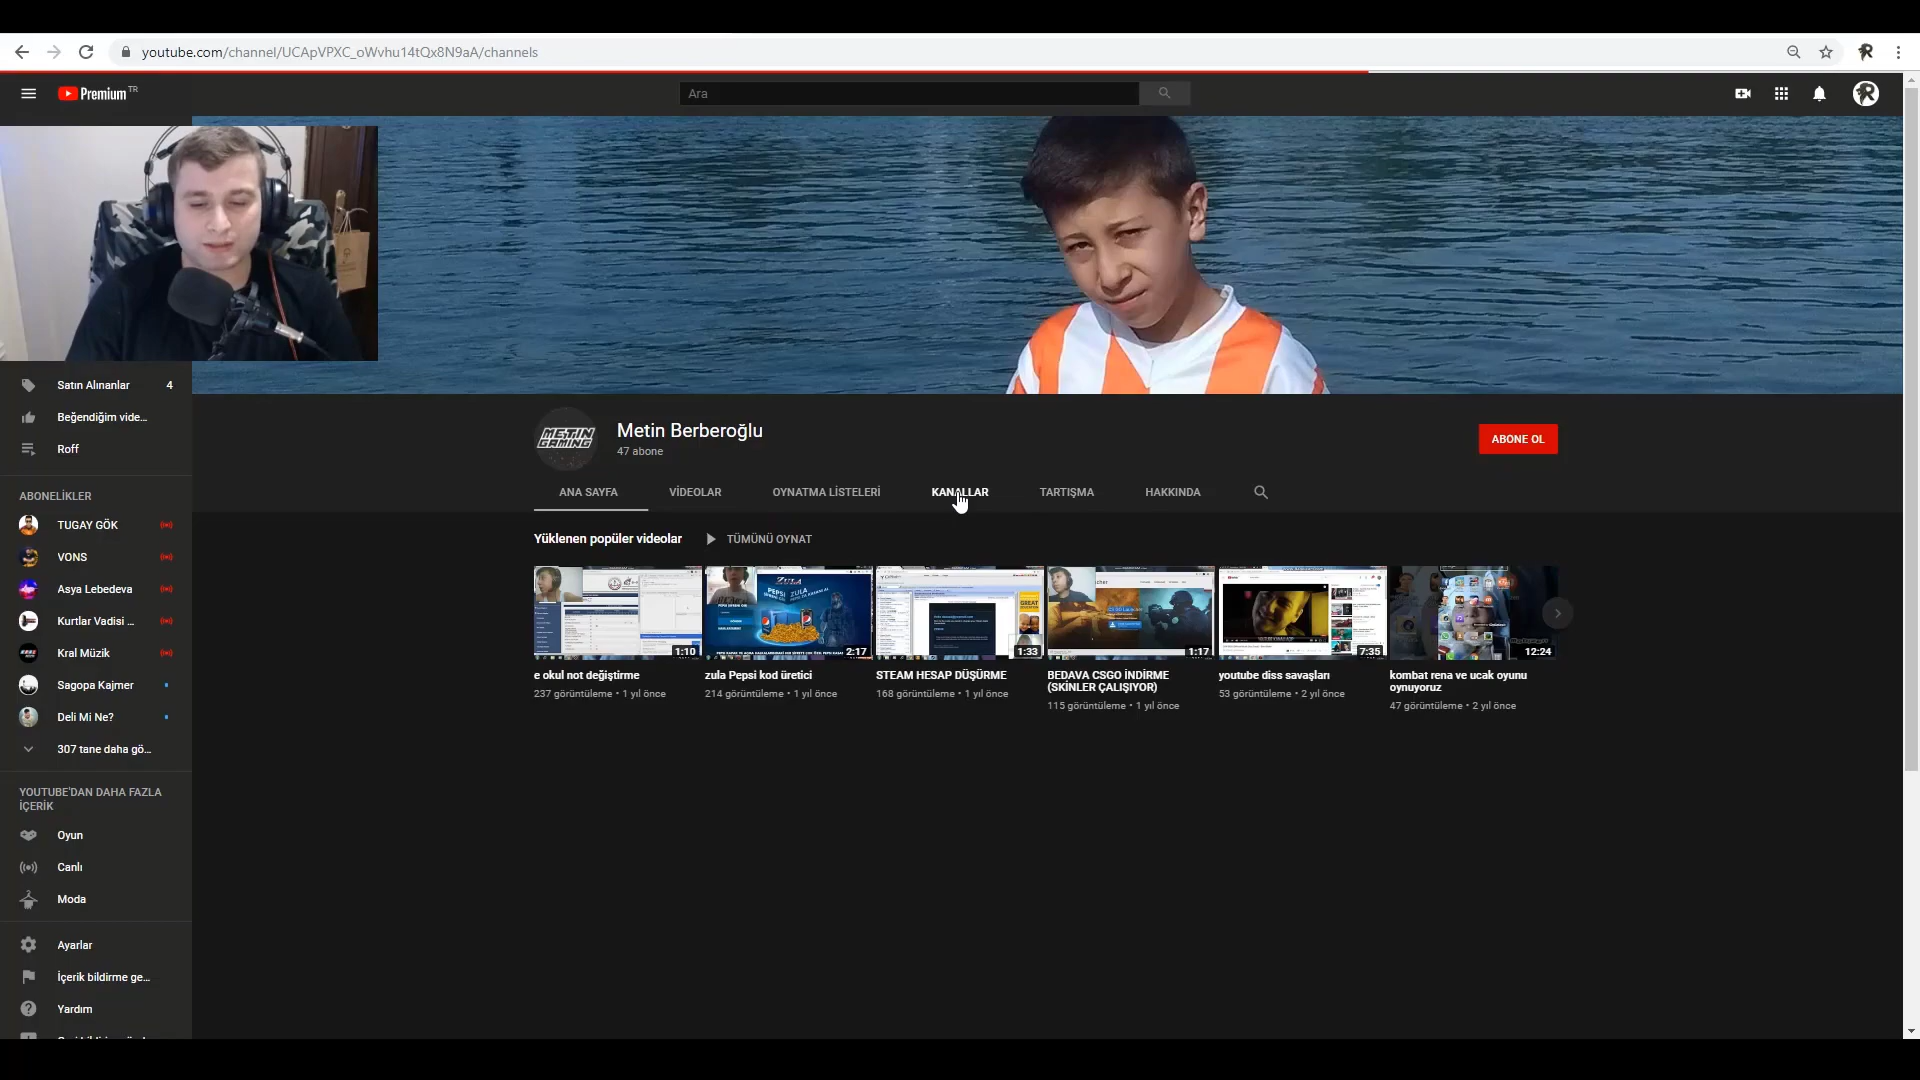 youtube.com/channel/UCApVPXC_oWvhu14tQx8N9aA/channels
Premium TR
Ara
Satın Alınanlar 4
Beğendiğim vide...
Roff
ABONELİKLER
TUGAY GÖK
VONS
Asya Lebedeva
Kurtlar Vadisi ...
Kral Müzik
Sagopa Kajmer
Deli Mi Ne?
307 tane daha gö...
YOUTUBE'DAN DAHA FAZLA
İÇERİK
Oyun
Canlı
Moda
Ayarlar
İçerik bildirme ge...
Yardım
METIN
GAMING
Metin Berberoğlu
47 abone
ABONE OL
ANA SAYFA
VİDEOLAR
OYNATMA LİSTELERİ
KANALLAR
TARTIŞMA
HAKKINDA
Yüklenen popüler videolar
TÜMÜNÜ OYNAT
1:10
e okul not değiştirme
237 görüntüleme • 1 yıl önce
ZULA
2:17
zula Pepsi kod üretici
214 görüntüleme • 1 yıl önce
1:33
STEAM HESAP DÜŞÜRME
168 görüntüleme • 1 yıl önce
1:17
BEDAVA CSGO İNDİRME
(SKİNLER ÇALIŞIYOR)
115 görüntüleme • 1 yıl önce
7:35
youtube diss savaşları
53 görüntüleme • 2 yıl önce
12:24
kombat rena ve ucak oyunu
oynuyoruz
47 görüntüleme • 2 yıl önce